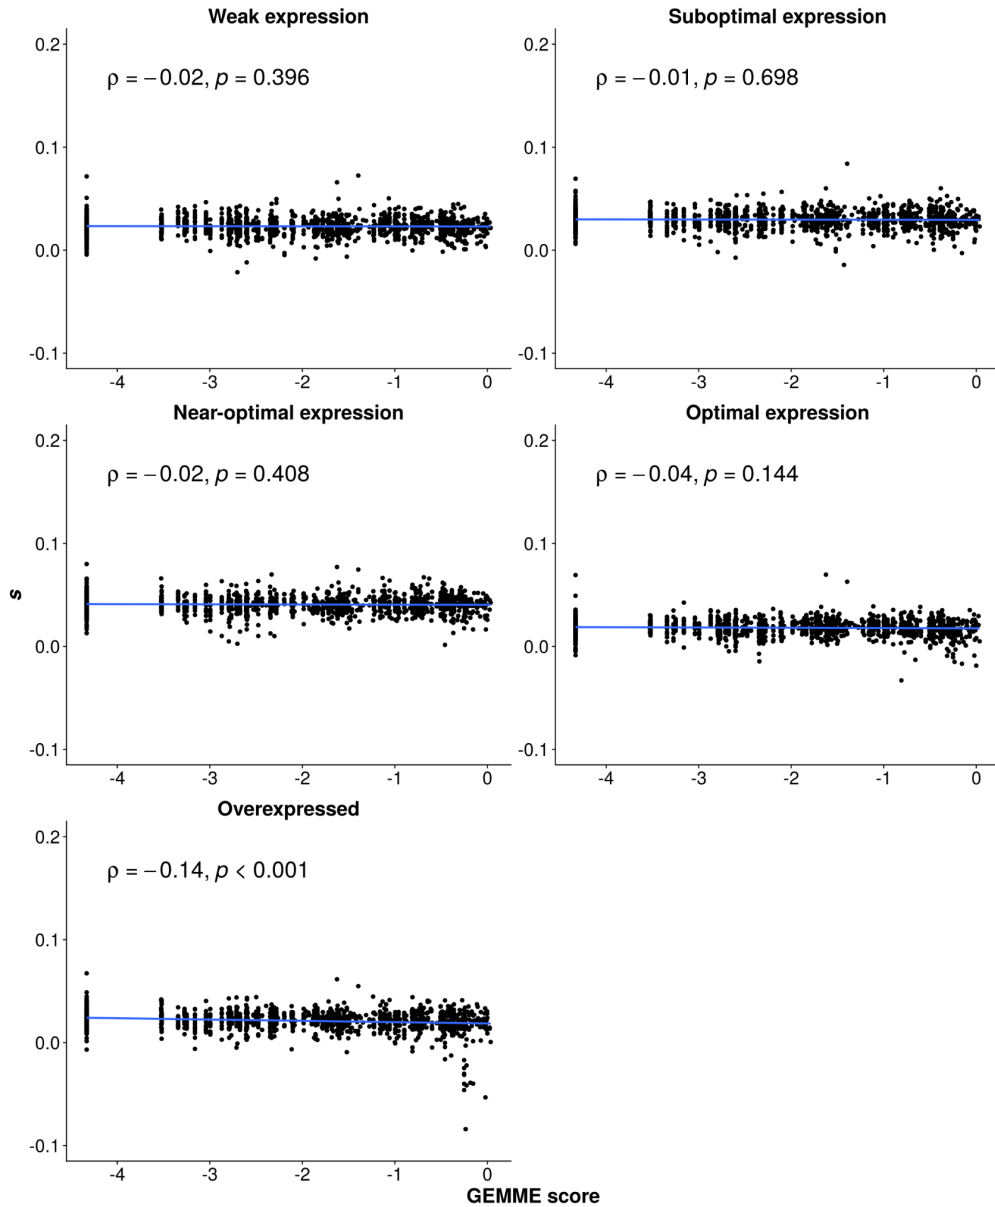 Weak expression
ρ = −0.02, p = 0.396
0.2
0.1
0.0
-0.1
-4 -3 -2 -1 0
Suboptimal expression
ρ = −0.01, p = 0.698
0.2
0.1
0.0
-0.1
-4 -3 -2 -1 0
Near-optimal expression
ρ = −0.02, p = 0.408
0.2
0.1
0.0
-0.1
-4 -3 -2 -1 0
Optimal expression
ρ = −0.04, p = 0.144
0.2
0.1
0.0
-0.1
-4 -3 -2 -1 0
s
Overexpressed
ρ = −0.14, p < 0.001
0.2
0.1
0.0
-0.1
-4 -3 -2 -1 0
GEMME score